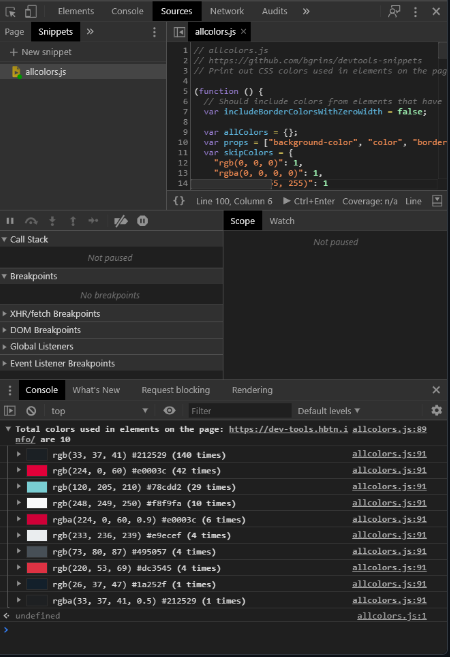 Elements Console Sources Network Audits »
Page Snippets »
+ New snippet
allcolors.js
allcolors.js ×
1 // allcolors.js
2 // https://github.com/bgrins/devtools-snippets
3 // Print out CSS colors used in elements on the pag
4
5 (function () {
6 // Should include colors from elements that have
7 var includeBorderColorsWithZeroWidth = false;
8
9 var allColors = {};
10 var props = ["background-color", "color", "border
11 var skipColors = {
12 "rgb(0, 0, 0)": 1,
13 "rgba(0, 0, 0, 0)": 1,
14 5, 255)": 1
{} Line 100, Column 6 ▶ Ctrl+Enter Coverage: n/a Line
Scope Watch
Call Stack
Not paused
Not paused
Breakpoints
No breakpoints
XHR/fetch Breakpoints
DOM Breakpoints
Global Listeners
Event Listener Breakpoints
Console What's New Request blocking Rendering
top Filter Default levels
Total colors used in elements on the page: https://dev-tools.hbtn.i allcolors.js:89
nfo/ are 10
rgb(33, 37, 41) #212529 (140 times) allcolors.js:91
rgb(224, 0, 60) #e0003c (42 times) allcolors.js:91
rgb(120, 205, 210) #78cdd2 (29 times) allcolors.js:91
rgb(248, 249, 250) #f8f9fa (10 times) allcolors.js:91
rgba(224, 0, 60, 0.9) #e0003c (6 times) allcolors.js:91
rgb(233, 236, 239) #e9ecef (4 times) allcolors.js:91
rgb(73, 80, 87) #495057 (4 times) allcolors.js:91
rgb(220, 53, 69) #dc3545 (4 times) allcolors.js:91
rgb(26, 37, 47) #1a252f (1 times) allcolors.js:91
rgba(33, 37, 41, 0.5) #212529 (1 times) allcolors.js:91
undefined allcolors.js:1